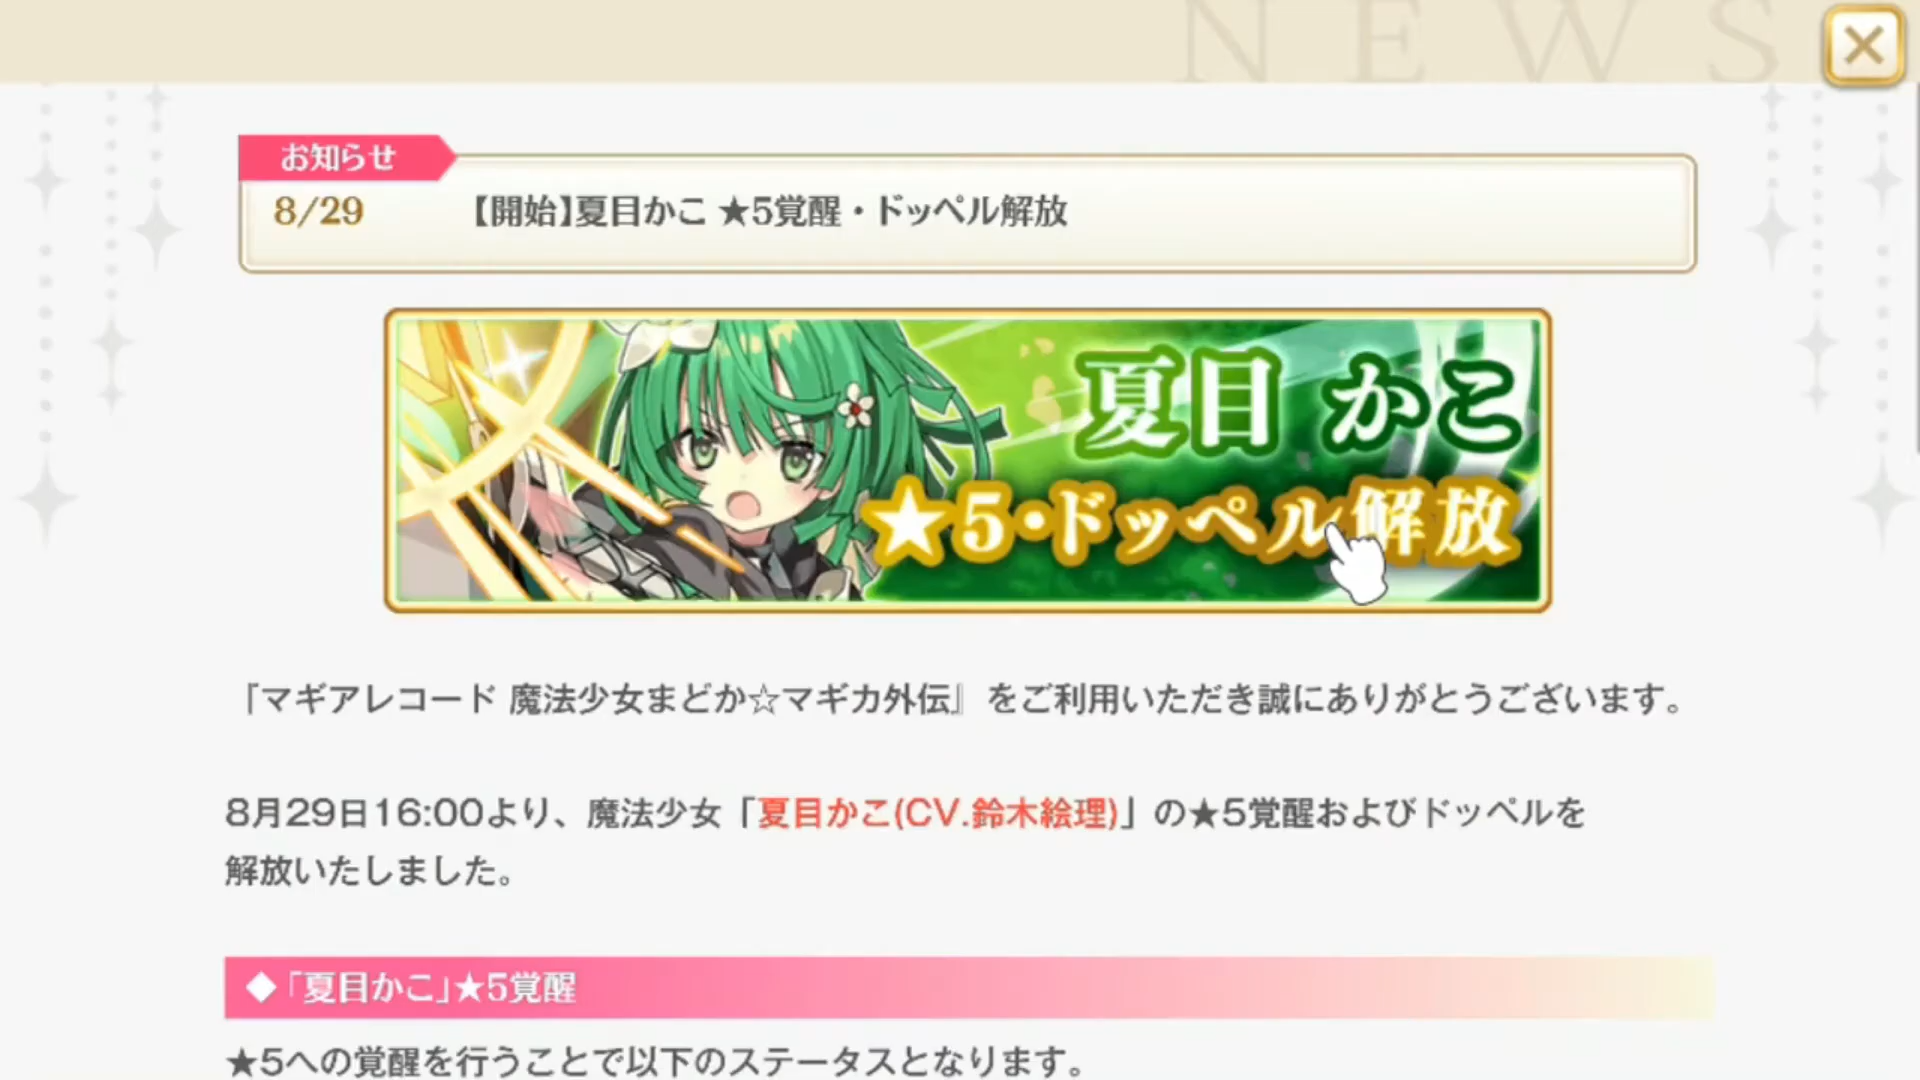 NEWS
お知らせ
8/29 【開始】夏目かこ ★5覚醒・ドッペル解放
夏目 かこ
★5・ドッペル解放
『マギアレコード 魔法少女まどか☆マギカ外伝』をご利用いただき誠にありがとうございます。
8月29日16:00より、魔法少女「夏目かこ(CV.鈴木絵理)」の★5覚醒およびドッペルを
解放いたしました。
◆「夏目かこ」★5覚醒
★5への覚醒を行うことで以下のステータスとなります。